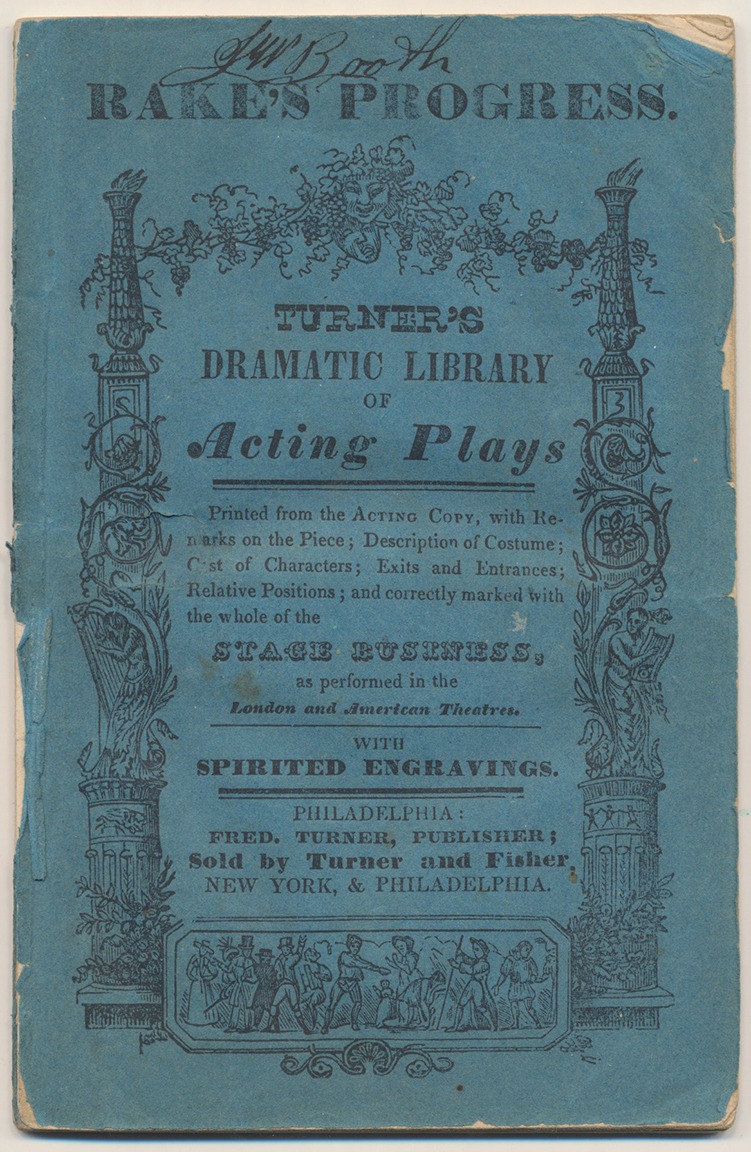 JW Booth
RAKE'S PROGRESS.
TURNER'S
DRAMATIC LIBRARY
OF
Acting Plays
Printed from the ACTING COPY, with Re-
marks on the Piece; Description of Costume;
Cast of Characters; Exits and Entrances;
Relative Positions; and correctly marked with
the whole of the
STAGE BUSINESS,
as performed in the
London and American Theatres.
WITH
SPIRITED ENGRAVINGS.
PHILADELPHIA:
FRED. TURNER, PUBLISHER;
Sold by Turner and Fisher,
NEW YORK, & PHILADELPHIA.